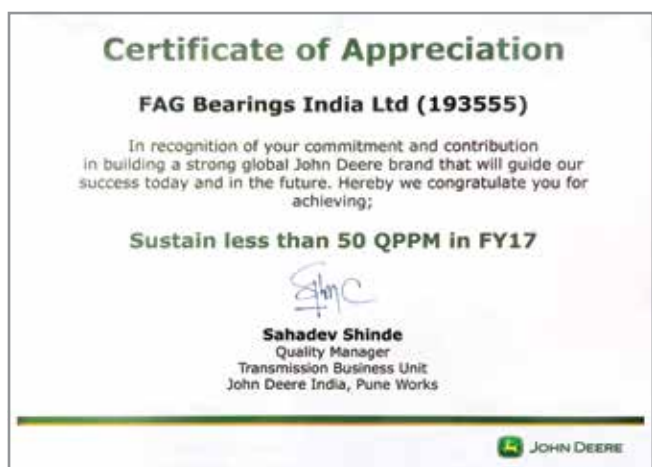 Certificate of Appreciation
FAG Bearings India Ltd (193555)
In recognition of your commitment and contribution
in building a strong global John Deere brand that will guide our
success today and in the future. Hereby we congratulate you for
achieving;
Sustain less than 50 QPPM in FY17
Sahadev Shinde
Quality Manager
Transmission Business Unit
John Deere India, Pune Works
JOHN DEERE